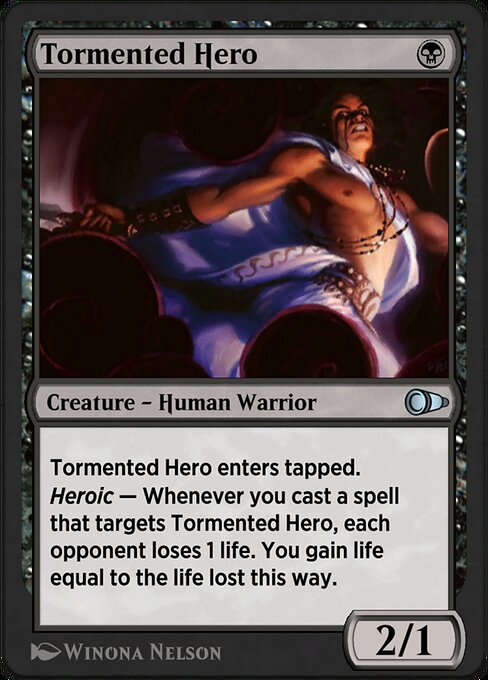 Tormented Hero
Creature – Human Warrior
Tormented Hero enters tapped.
Heroic — Whenever you cast a spell
that targets Tormented Hero, each
opponent loses 1 life. You gain life
equal to the life lost this way.
2/1
Winona Nelson